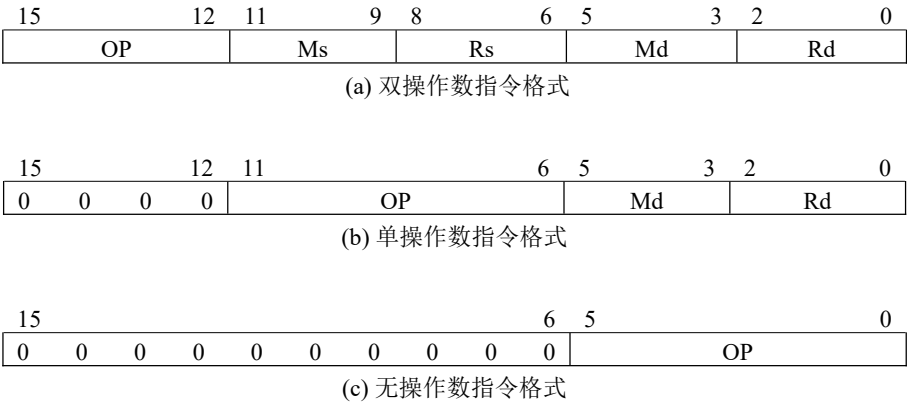 15 12 11 9 8 6 5 3 2 0
OP Ms Rs Md Rd
(a) 双操作数指令格式
15 12 11 6 5 3 2 0
0 0 0 0 OP Md Rd
(b) 单操作数指令格式
15 6 5 0
0 0 0 0 0 0 0 0 0 0 OP
(c) 无操作数指令格式